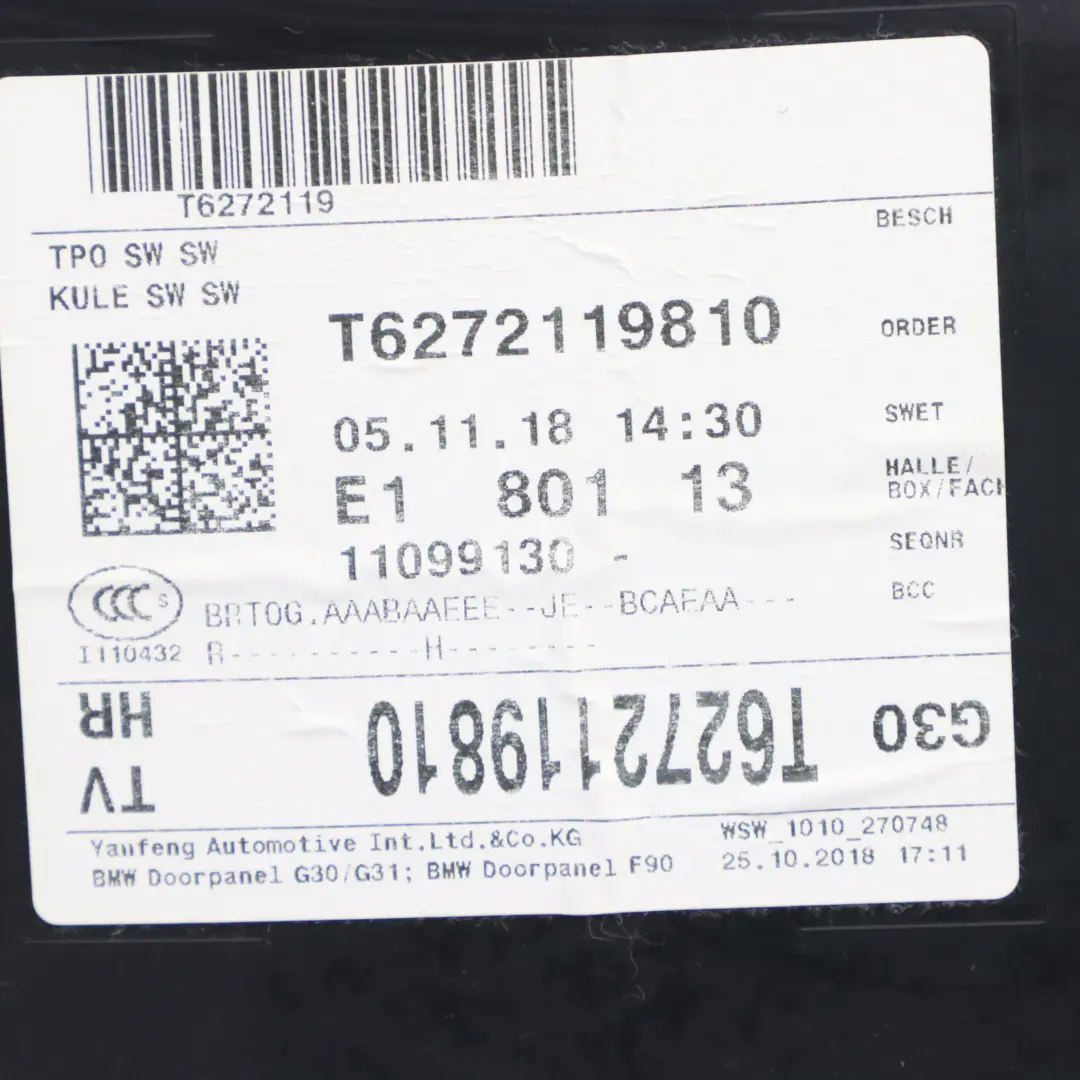 T6272119
BESCH
TPO SW SW
KULE SW SW
T6272119810
ORDER
05.11.18 14:30
SWET
E1 801 13
HALLE/
BOX/FACH
11099130 -
SEQNR
CCC S
BRTOG.AAABAAEEE--JE--BCAEAA---
BCC
I110432
R----------H--------
HR
T6272119810
G30
TV
Yanfeng Automotive Int.Ltd.&Co.KG
WSW_1010_270748
BMW Doorpanel G30/G31; BMW Doorpanel F90
25.10.2018 17:11